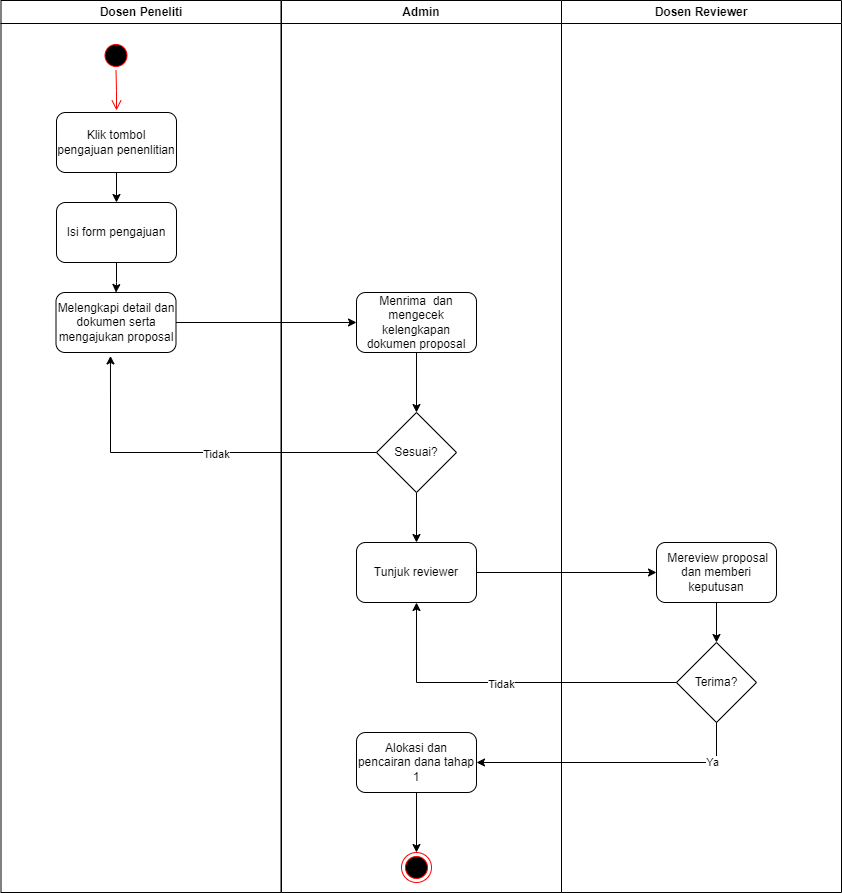 Dosen Peneliti
Admin
Dosen Reviewer
Klik tombol
pengajuan penenlitian
Isi form pengajuan
Melengkapi detail dan
dokumen serta
mengajukan proposal
Menrima  dan
mengecek
kelengkapan
dokumen proposal
Sesuai?
Tidak
Tunjuk reviewer
Mereview proposal
dan memberi
keputusan
Terima?
Tidak
Ya
Alokasi dan
pencairan dana tahap
1